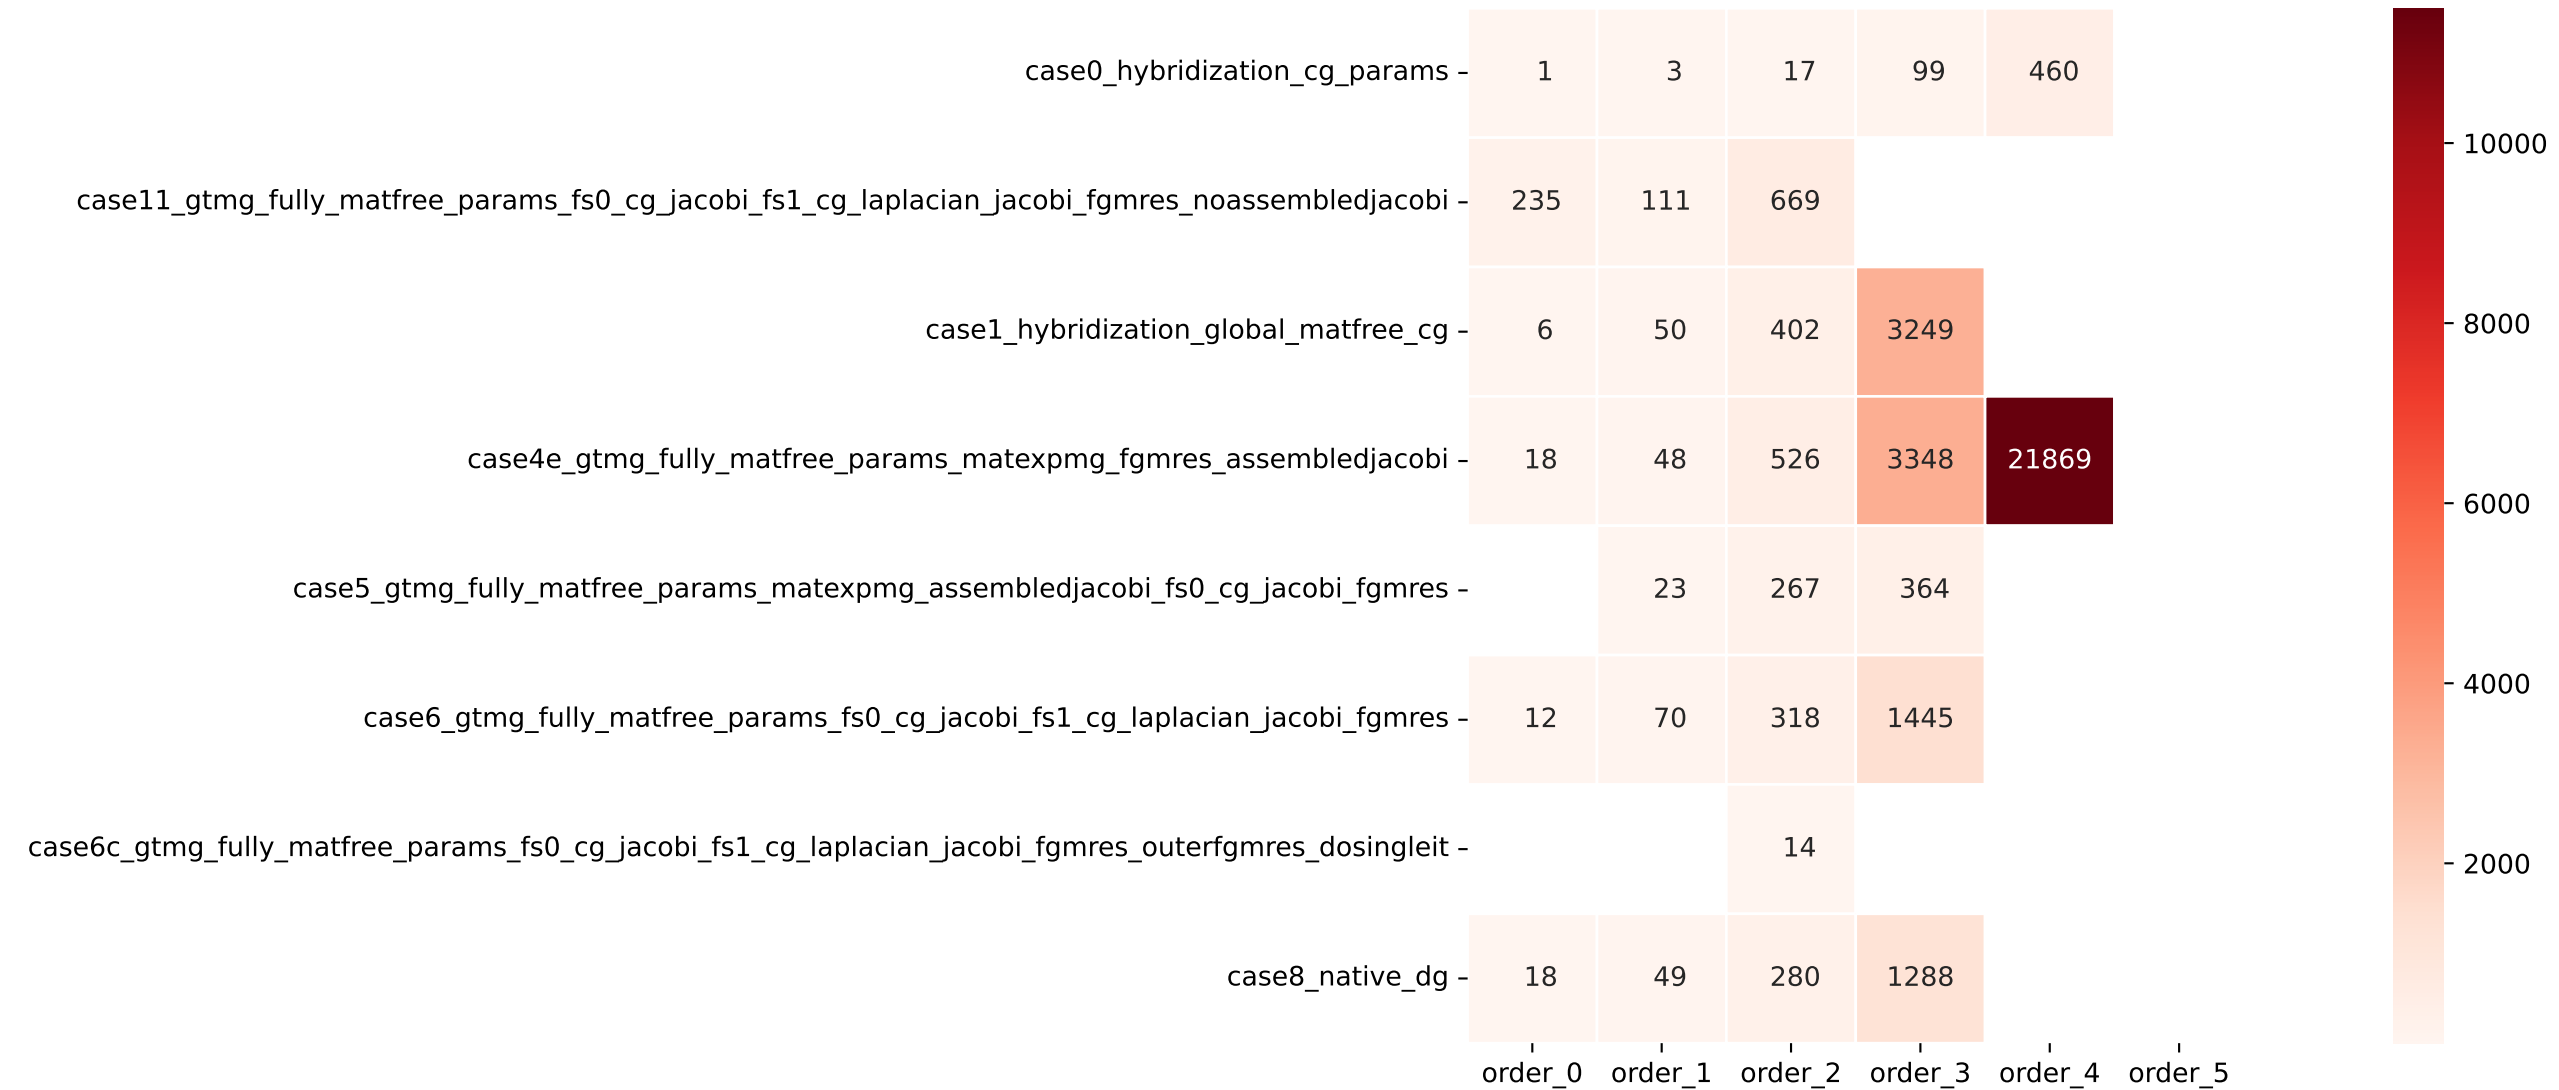 case0_hybridization_cg_params 1 3 17 99 460
case11_gtmg_fully_matfree_params_fs0_cg_jacobi_fs1_cg_laplacian_jacobi_fgmres_noassembledjacobi 235 111 669
case1_hybridization_global_matfree_cg 6 50 402 3249
case4e_gtmg_fully_matfree_params_matexpmg_fgmres_assembledjacobi 18 48 526 3348 21869
case5_gtmg_fully_matfree_params_matexpmg_assembledjacobi_fs0_cg_jacobi_fgmres 23 267 364
case6_gtmg_fully_matfree_params_fs0_cg_jacobi_fs1_cg_laplacian_jacobi_fgmres 12 70 318 1445
case6c_gtmg_fully_matfree_params_fs0_cg_jacobi_fs1_cg_laplacian_jacobi_fgmres_outerfgmres_dosingleit 14
case8_native_dg 18 49 280 1288
order_0 order_1 order_2 order_3 order_4 order_5
10000
8000
6000
4000
2000